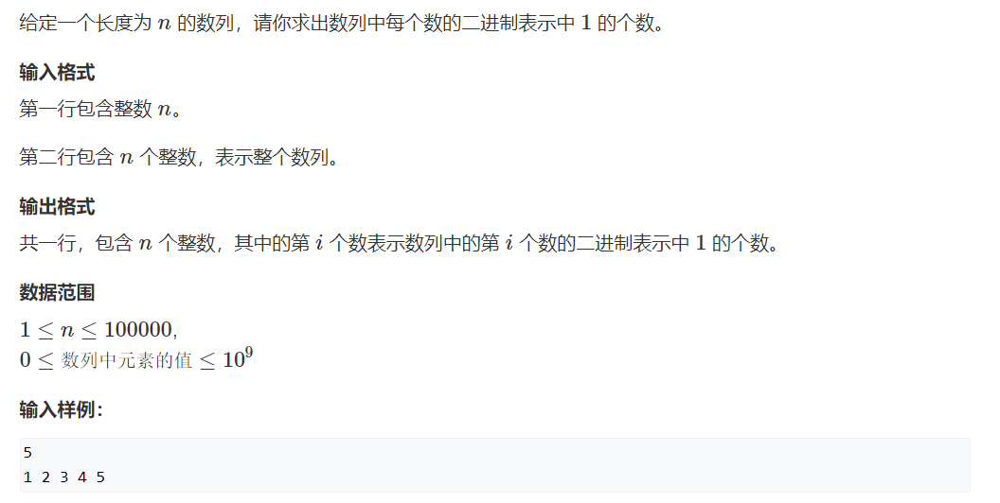 给定一个长度为 n 的数列，请你求出数列中每个数的二进制表示中 1 的个数。
输入格式
第一行包含整数 n。
第二行包含 n 个整数，表示整个数列。
输出格式
共一行，包含 n 个整数，其中的第 i 个数表示数列中的第 i 个数的二进制表示中 1 的个数。
数据范围
1 ≤ n ≤ 100000,
0 ≤ 数列中元素的值 ≤ 10⁹
输入样例：
5
1 2 3 4 5